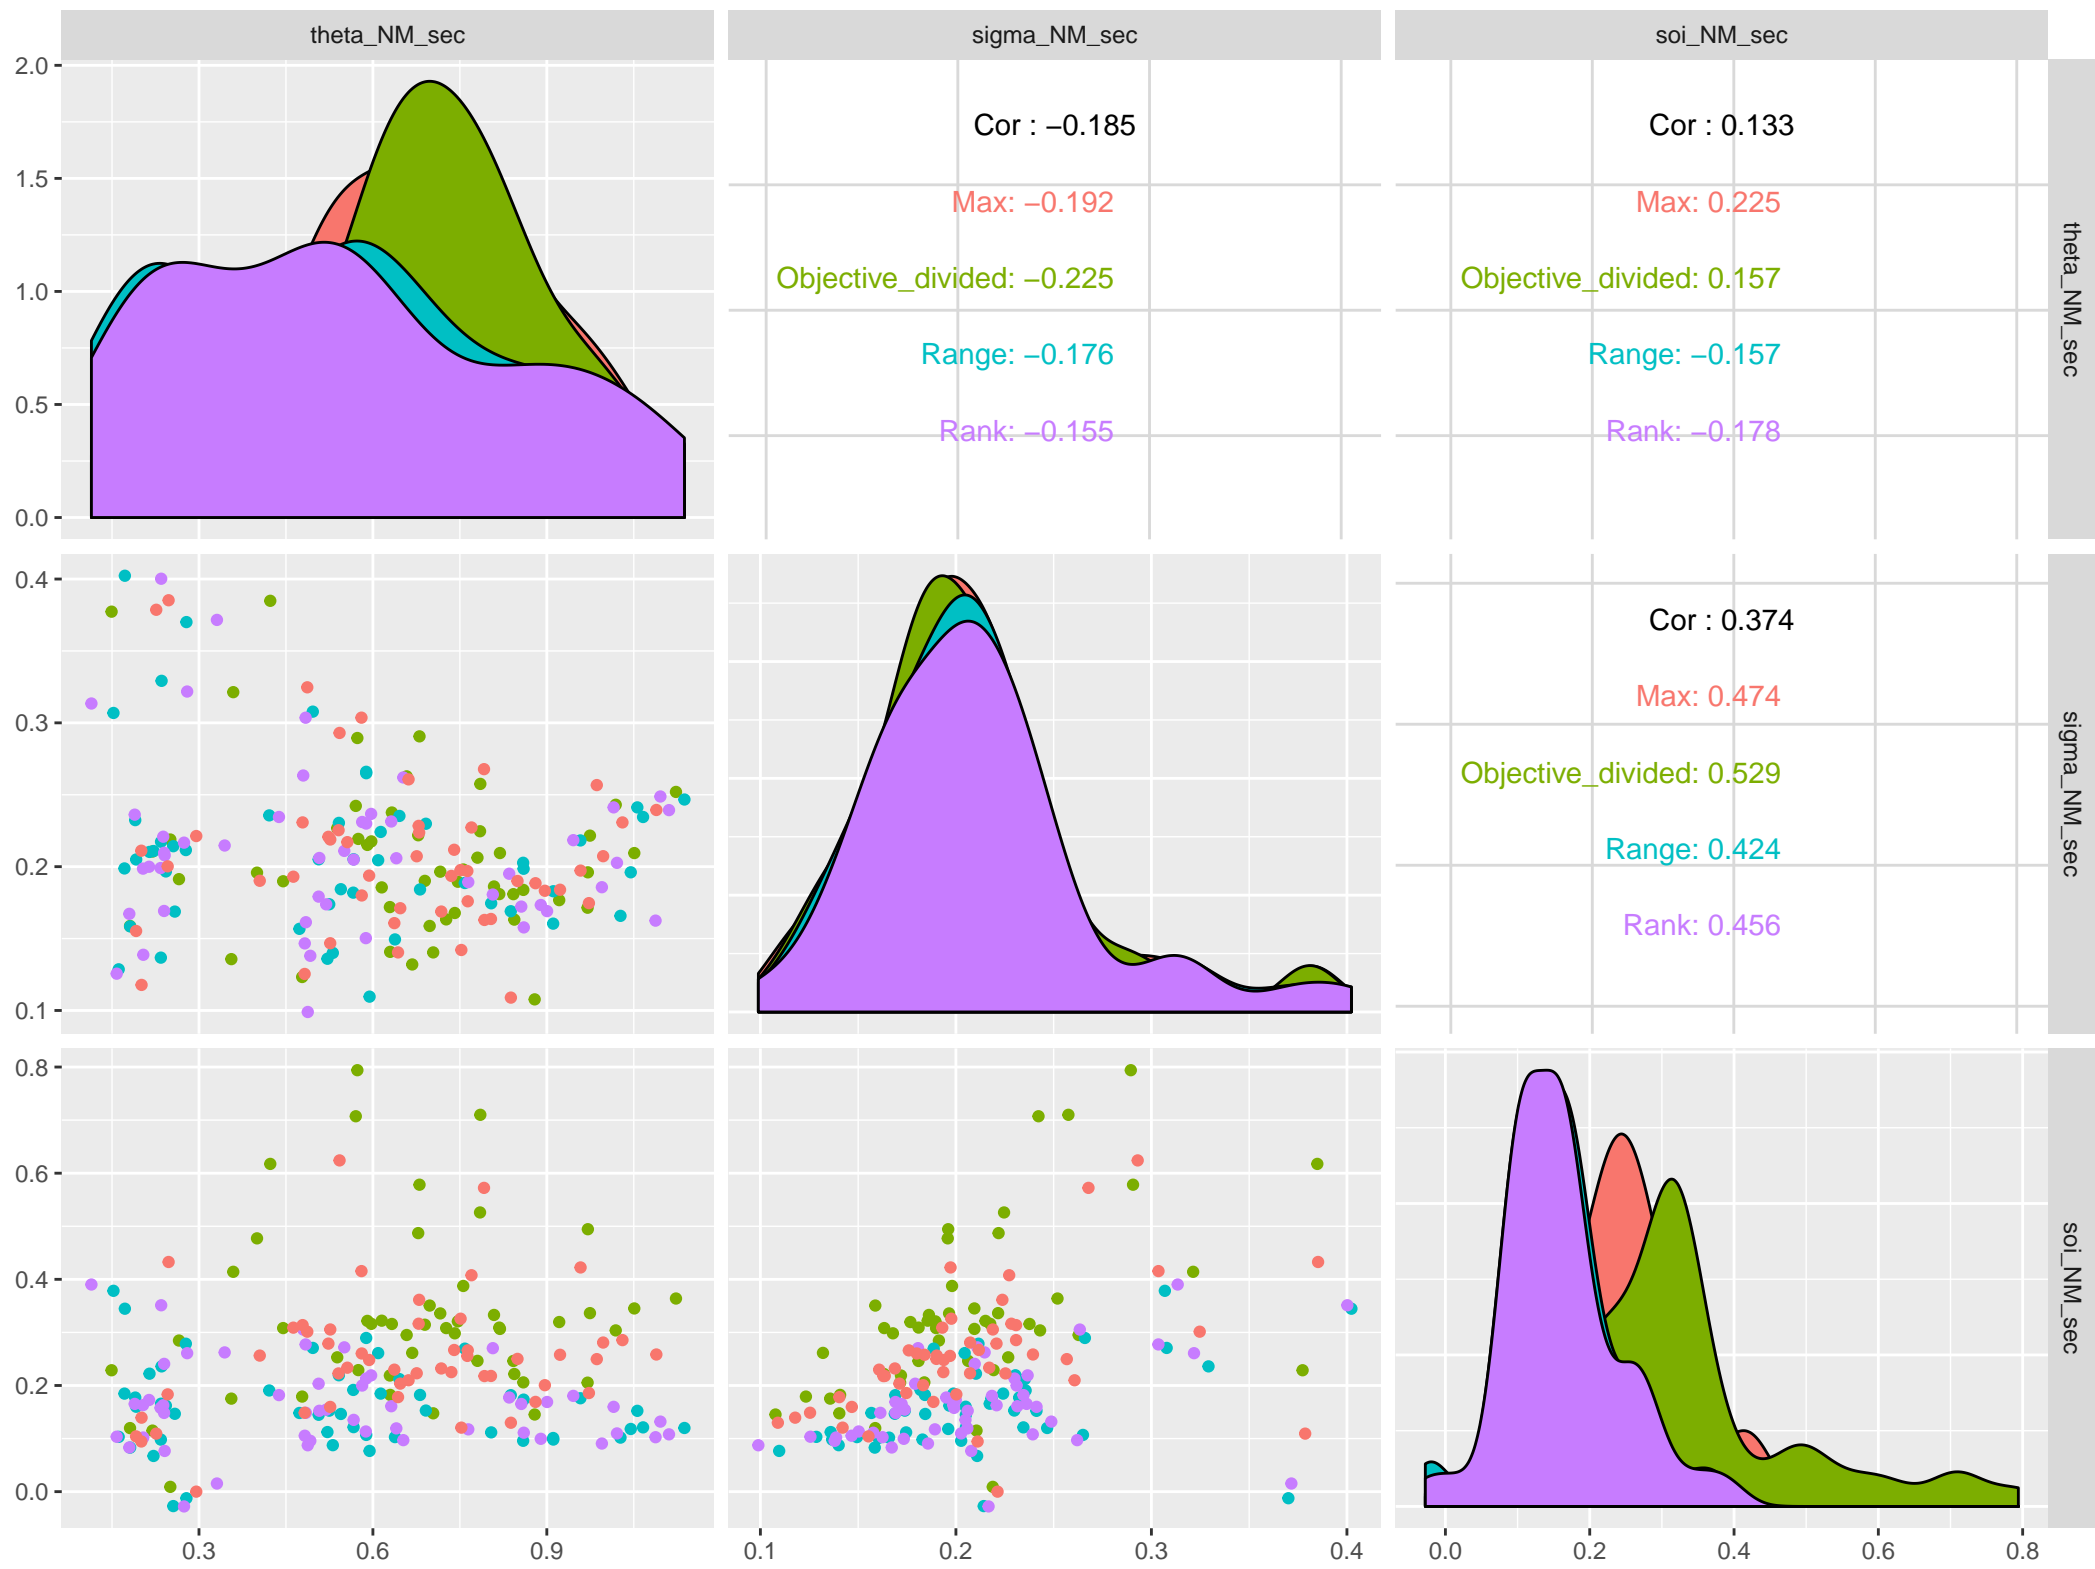 theta_NM_sec
sigma_NM_sec
soi_NM_sec
2.0
1.5
1.0
0.5
0.0
Cor : −0.185
Max: −0.192
Objective_divided: −0.225
Range: −0.176
Rank: −0.155
Cor : 0.133
Max: 0.225
Objective_divided: 0.157
Range: −0.157
Rank: −0.178
theta_NM_sec
0.4
0.3
0.2
0.1
Cor : 0.374
Max: 0.474
Objective_divided: 0.529
Range: 0.424
Rank: 0.456
sigma_NM_sec
0.8
0.6
0.4
0.2
0.0
soi_NM_sec
0.3
0.6
0.9
0.1
0.2
0.3
0.4
0.0
0.2
0.4
0.6
0.8